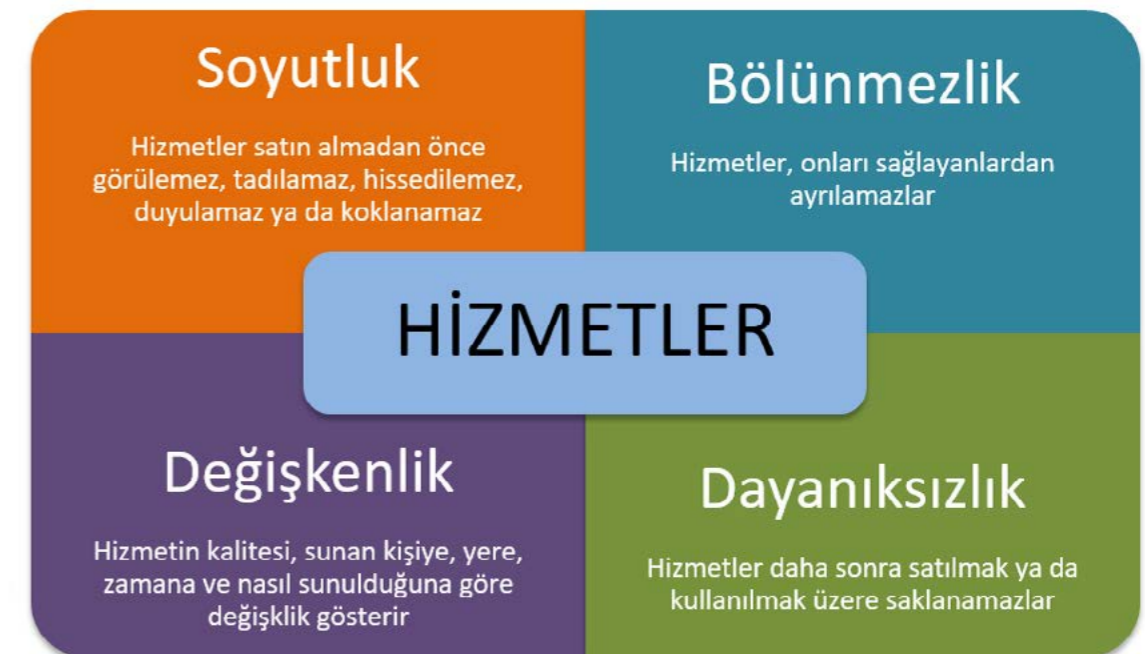 Soyutluk
Hizmetler satın almadan önce
görülemez, tadılamaz, hissedilemez,
duyulamaz ya da koklanamaz
Bölünmezlik
Hizmetler, onları sağlayanlardan
ayrılamazlar
HİZMETLER
Değişkenlik
Hizmetin kalitesi, sunan kişiye, yere,
zamana ve nasıl sunulduğuna göre
değişklik gösterir
Dayanıksızlık
Hizmetler daha sonra satılmak ya da
kullanılmak üzere saklanamazlar